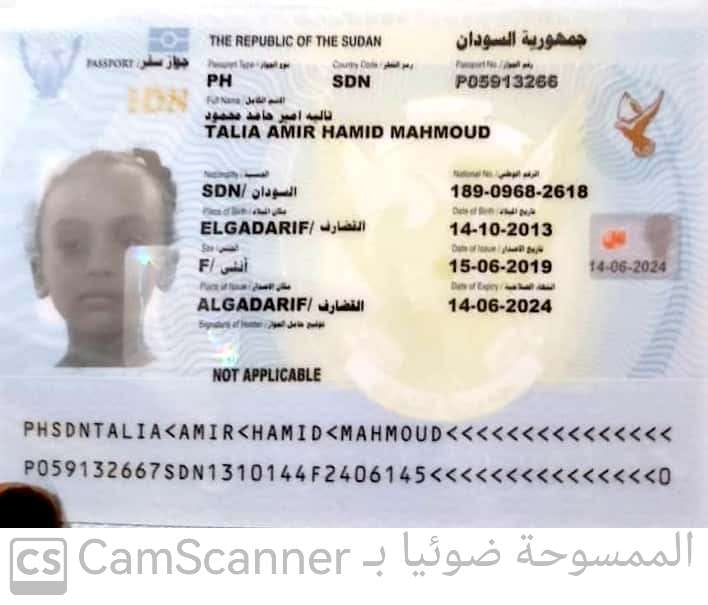 THE REPUBLIC OF THE SUDAN جمهورية السودان
PASSPORT / جواز سفر
Passport Type / نوع الجواز Country Code / رمز القطر Passport No. / رقم الجواز
PH SDN P05913266
SDN
Full Name / الاسم الكامل
تاليه امير حامد محمود
TALIA AMIR HAMID MAHMOUD
Nationality / الجنسية National No. / الرقم الوطني
SDN/ السودان 189-0968-2618
Place of Birth / مكان الميلاد Date of Birth / تاريخ الميلاد
ELGADARIF/ القضارف 14-10-2013
Sex / الجنس Date of Issue / تاريخ الاصدار
F/ أنثى 15-06-2019 14-06-2024
Place of Issue / مكان الاصدار Date of Expiry /
ALGADARIF/ القضارف 14-06-2024
Signature of Holder / توقيع حامل الجواز
NOT APPLICABLE
PHSDNTALIA<AMIR<HAMID<MAHMOUD<<<<<<<<<<<<<<<
P059132667SDN1310144F2406145<<<<<<<<<<<<<<<0
الممسوحة ضوئيا بـ CamScanner
CS